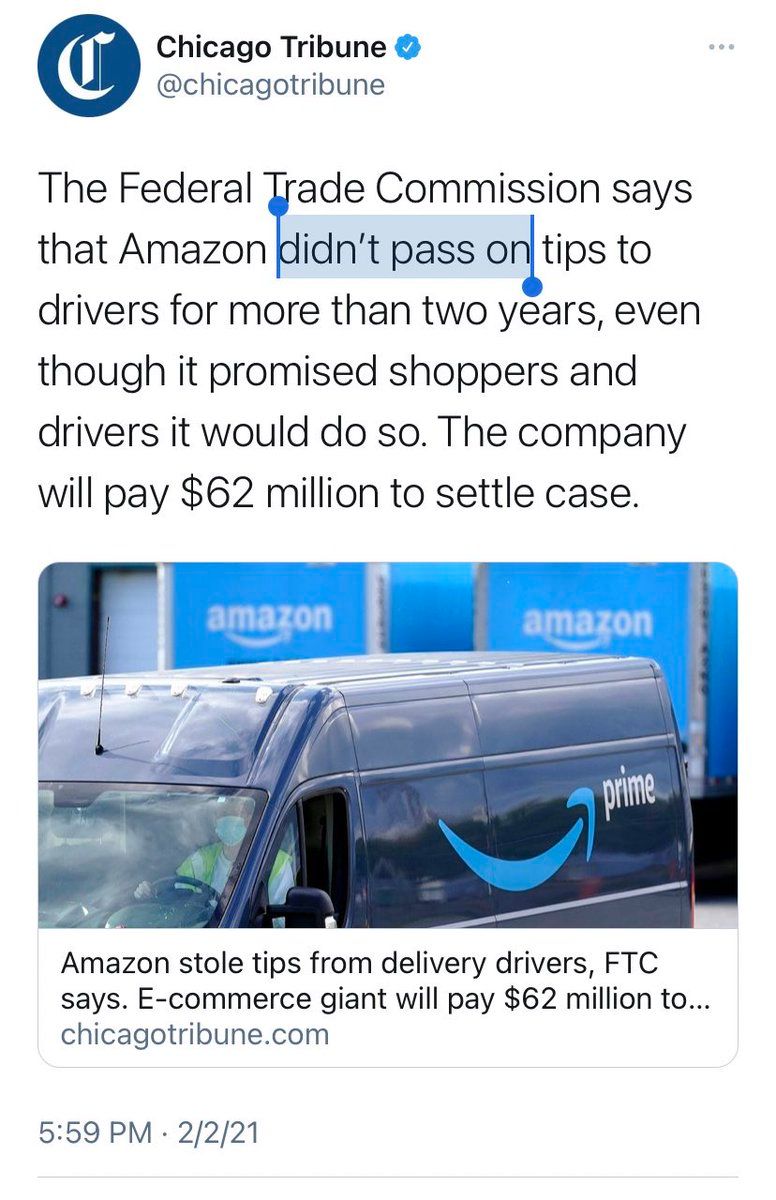 Chicago Tribune
@chicagotribune
The Federal Trade Commission says
that Amazon didn’t pass on tips to
drivers for more than two years, even
though it promised shoppers and
drivers it would do so. The company
will pay $62 million to settle case.
amazon
amazon
prime
Amazon stole tips from delivery drivers, FTC
says. E-commerce giant will pay $62 million to...
chicagotribune.com
5:59 PM · 2/2/21